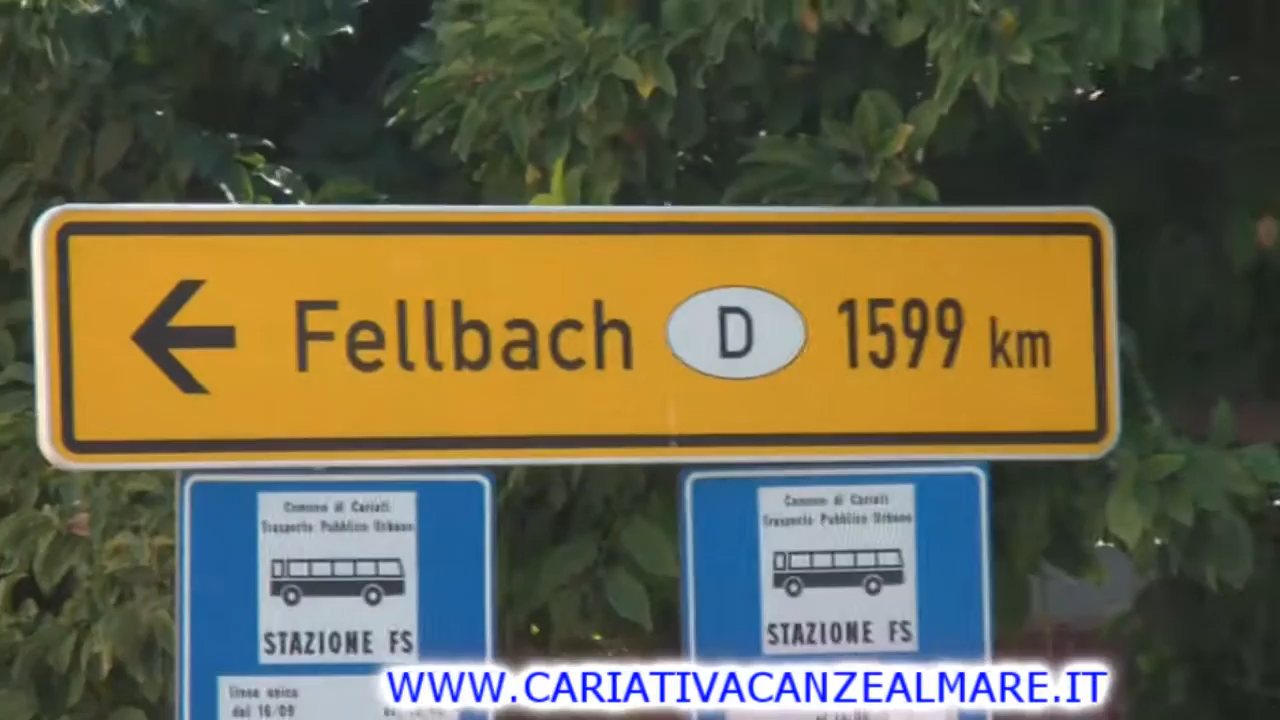 Fellbach D 1599 km
Comune di Cariati
Trasporto Pubblico Urbano
STAZIONE FS
linea unica
dal 16/09
Comune di Cariati
Trasporto Pubblico Urbano
STAZIONE FS
WWW.CARIATIVACANZEALMARE.IT